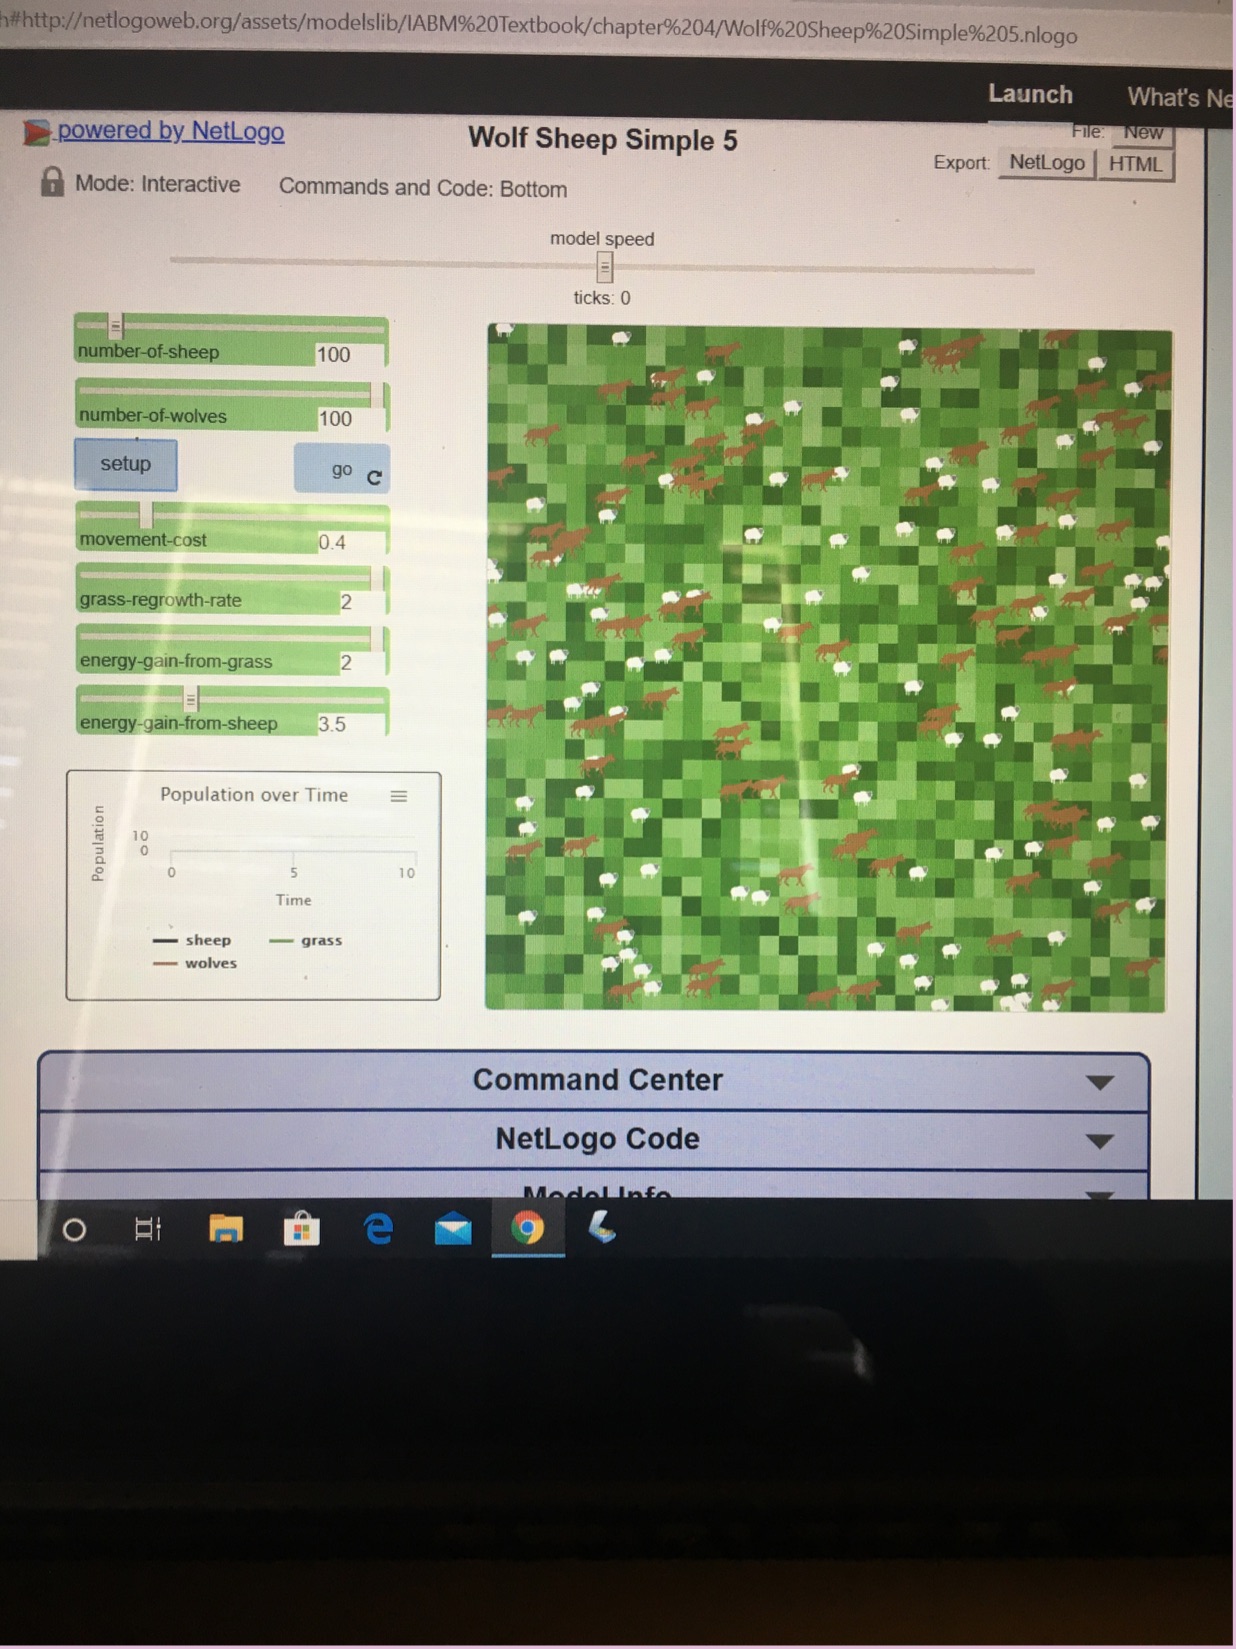 h#http://netlogoweb.org/assets/modelslib/IABM%20Textbook/chapter%204/Wolf%20Sheep%20Simple%205.nlogo
Launch What's Ne
powered by NetLogo
Wolf Sheep Simple 5
File: New
Export: NetLogo HTML
Mode: Interactive Commands and Code: Bottom
model speed
ticks: 0
number-of-sheep 100
number-of-wolves 100
setup go
movement-cost 0.4
grass-regrowth-rate 2
energy-gain-from-grass 2
energy-gain-from-sheep 3.5
Population over Time
Population
10
0
0 5 10
Time
sheep grass
wolves
Command Center
NetLogo Code
Model Info